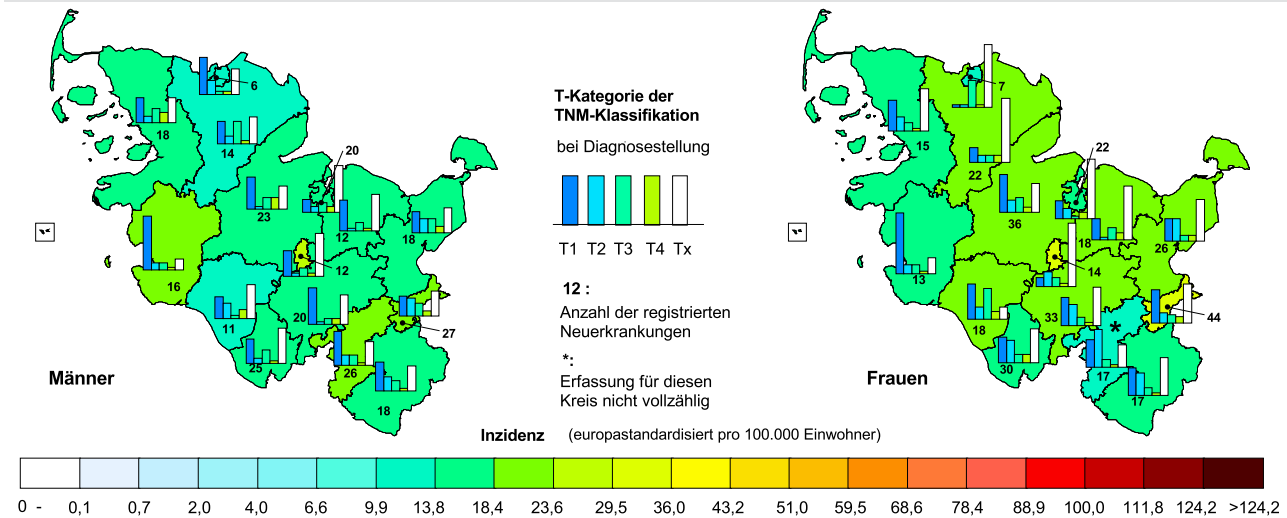 6
18
14
20
23
12
18
16
12
11
20
27
25
26
18
Männer
T-Kategorie der
TNM-Klassifikation
bei Diagnosestellung
T1 T2 T3 T4 Tx
12 :
Anzahl der registrierten
Neuerkrankungen
*:
Erfassung für diesen
Kreis nicht vollzählig
7
15
22
22
36
18
26
14
13
18
33
*
44
30
17
17
Frauen
Inzidenz (europastandardisiert pro 100.000 Einwohner)
0 - 0,1 0,7 2,0 4,0 6,6 9,9 13,8 18,4 23,6 29,5 36,0 43,2 51,0 59,5 68,6 78,4 88,9 100,0 111,8 124,2 >124,2